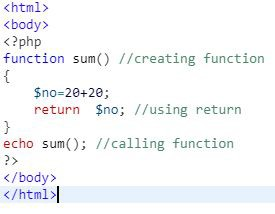 <html>
<body>
<?php
function sum() //creating function
{
$no=20+20;
return $no; //using return
}
echo sum(); //calling function
?>
</body>
</html>